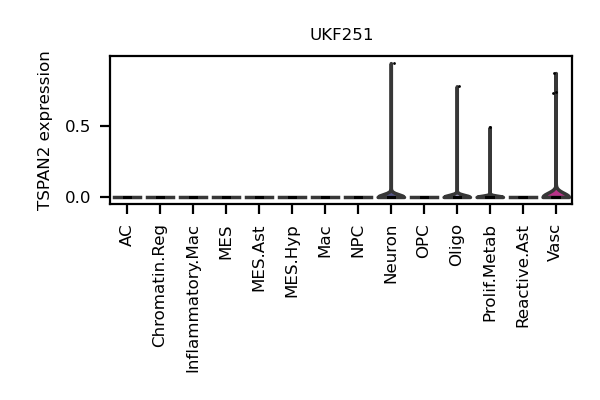 UKF251
TSPAN2 expression
0.5
0.0
AC
Chromatin.Reg
Inflammatory.Mac
MES
MES.Ast
MES.Hyp
Mac
NPC
Neuron
OPC
Oligo
Prolif.Metab
Reactive.Ast
Vasc